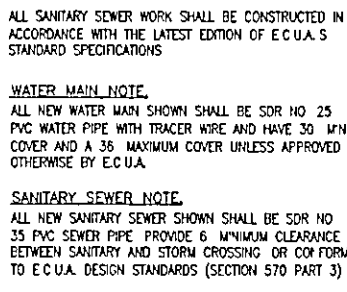 ALL SANITARY SEWER WORK SHALL BE CONSTRUCTED IN
ACCORDANCE WITH THE LATEST EDITION OF E C U.A. S
STANDARD SPECIFICATIONS
WATER MAIN NOTE.
ALL NEW WATER MAIN SHOWN SHALL BE SDR NO 25
PVC WATER PIPE WITH TRACER WIRE AND HAVE 30 MIN
COVER AND A 36 MAXIMUM COVER UNLESS APPROVED
OTHERWISE BY E.C U.A
SANITARY SEWER NOTE.
ALL NEW SANITARY SEWER SHOWN SHALL BE SDR NO
35 PVC SEWER PIPE PROVIDE 6 MINIMUM CLEARANCE
BETWEEN SANITARY AND STORM CROSSING OR CONFORM
TO E C U.A. DESIGN STANDARDS (SECTION 570 PART 3)